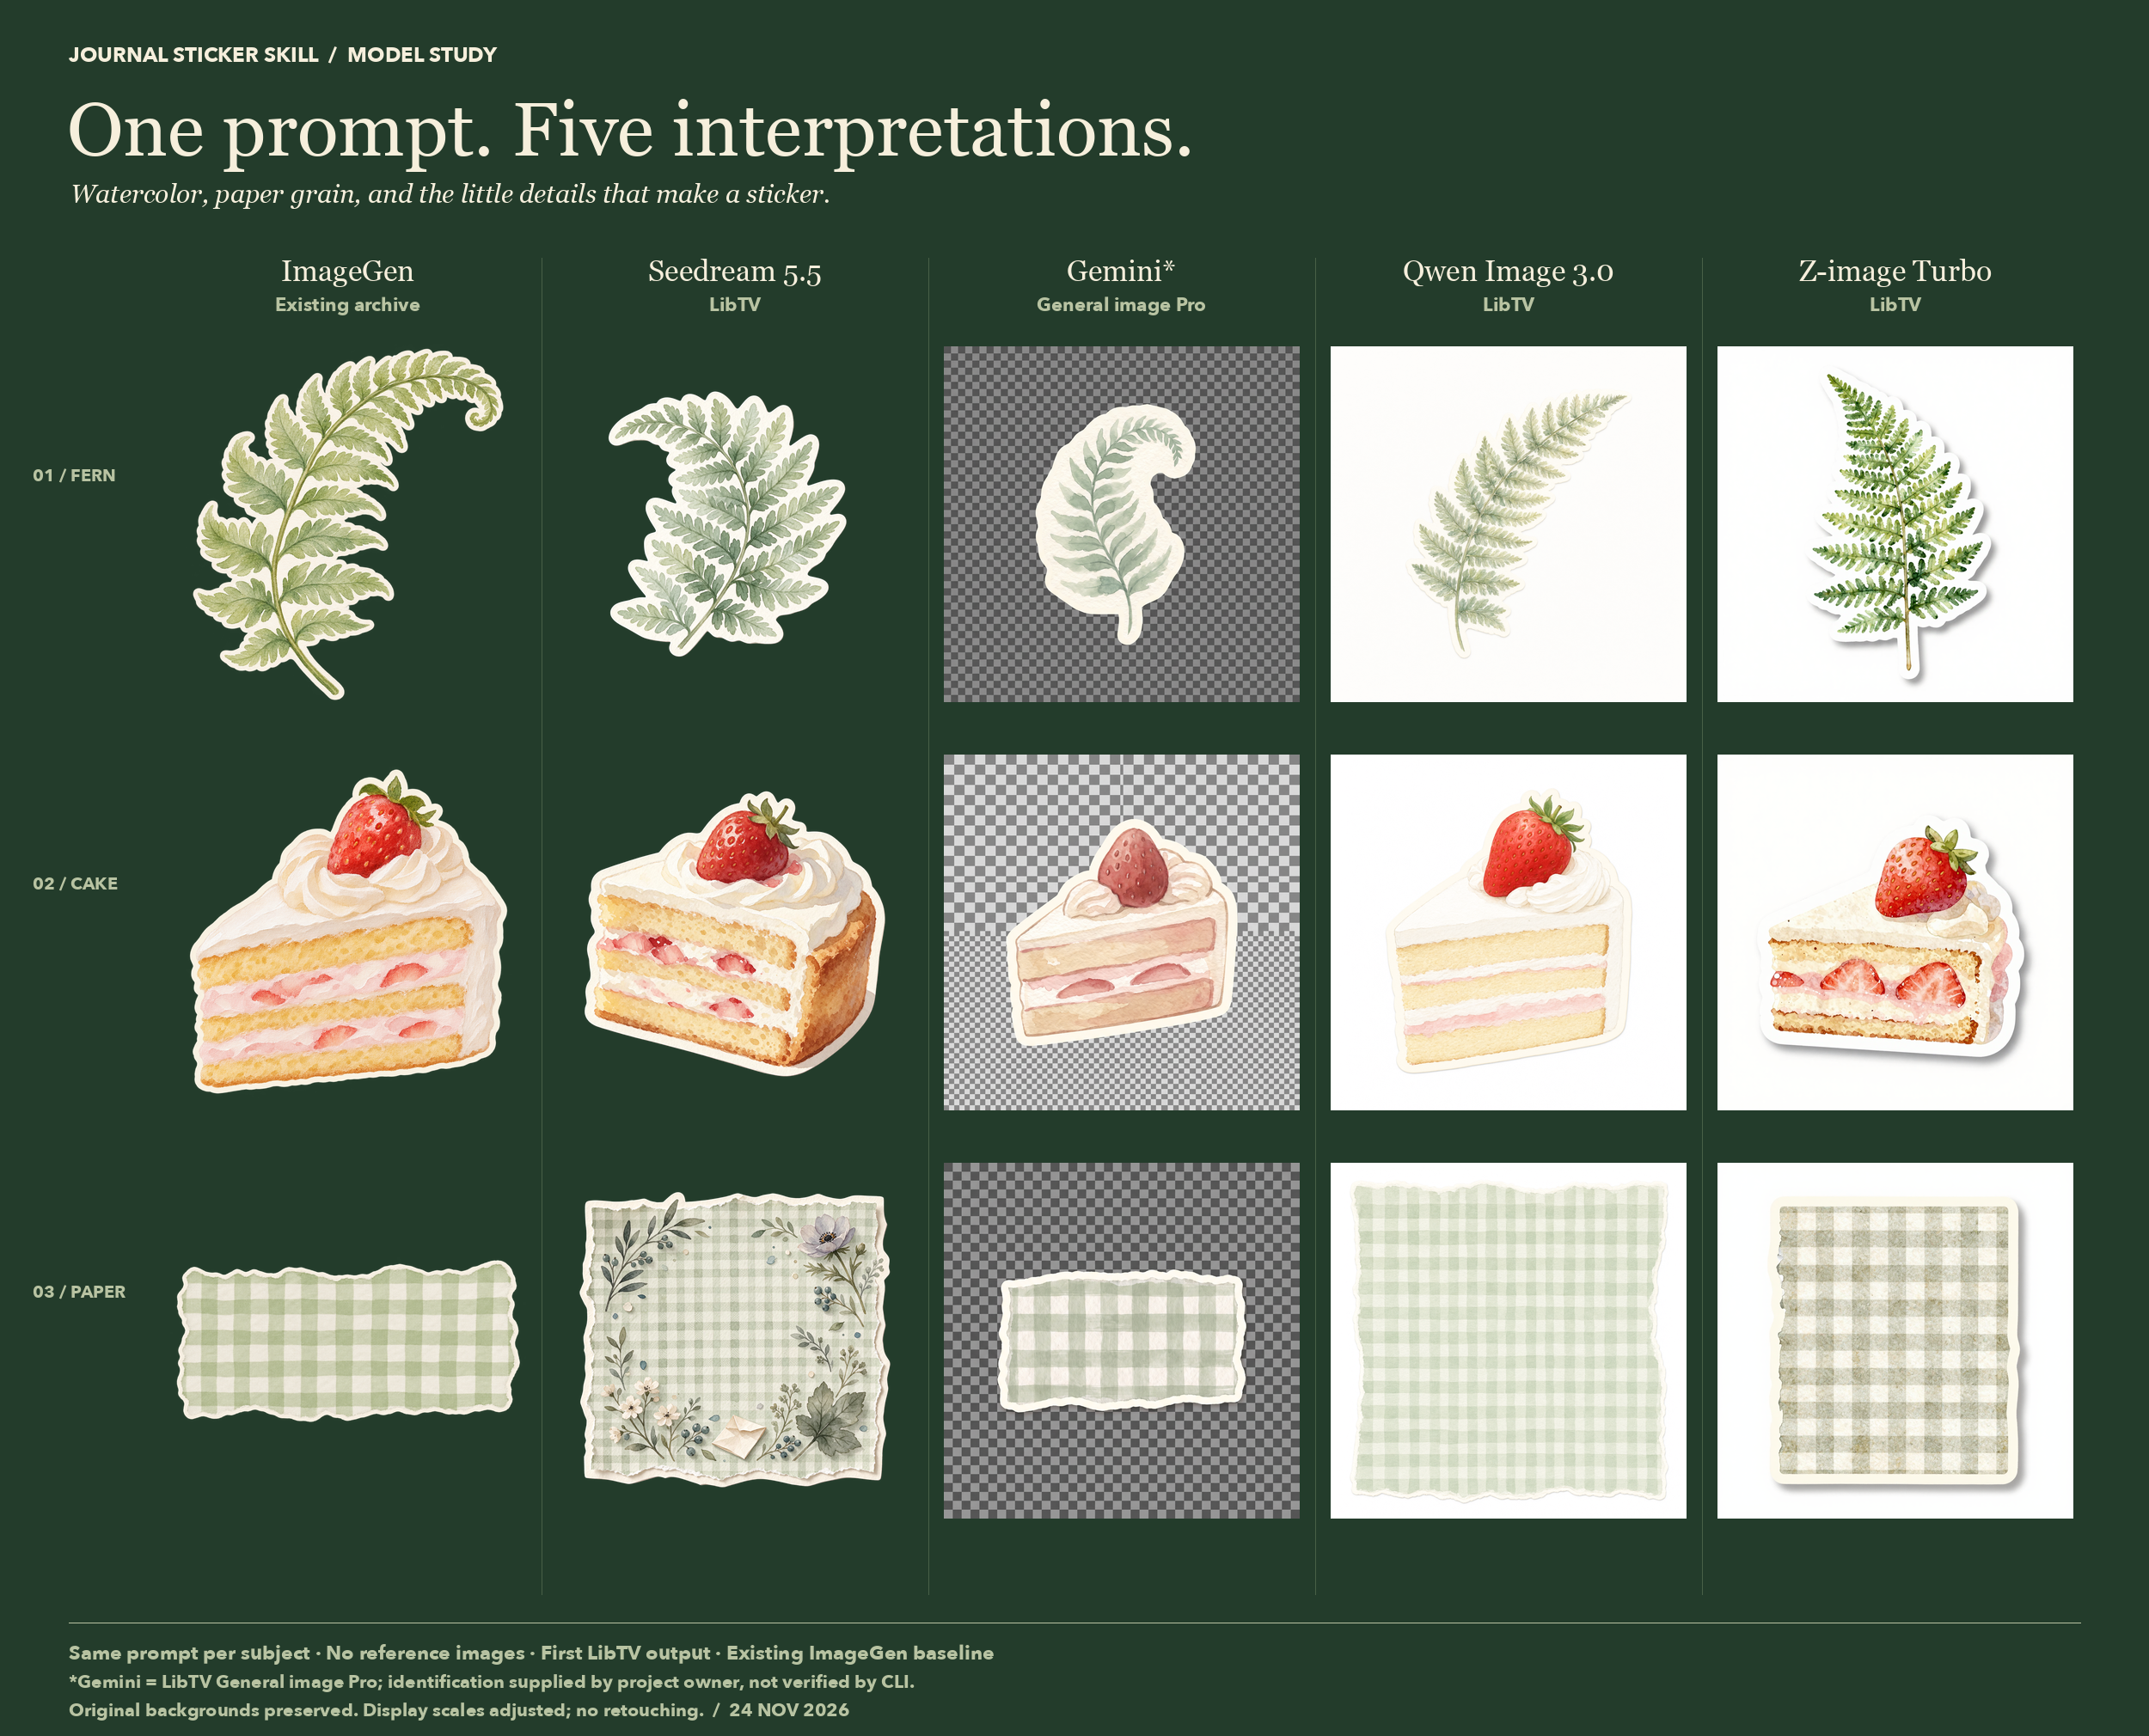 JOURNAL STICKER SKILL / MODEL STUDY
One prompt. Five interpretations.
Watercolor, paper grain, and the little details that make a sticker.
ImageGen
Existing archive
Seedream 5.5
LibTV
Gemini*
General image Pro
Qwen Image 3.0
LibTV
Z-image Turbo
LibTV
01 / FERN
02 / CAKE
03 / PAPER
Same prompt per subject · No reference images · First LibTV output · Existing ImageGen baseline
*Gemini = LibTV General image Pro; identification supplied by project owner, not verified by CLI.
Original backgrounds preserved. Display scales adjusted; no retouching. / 24 NOV 2026